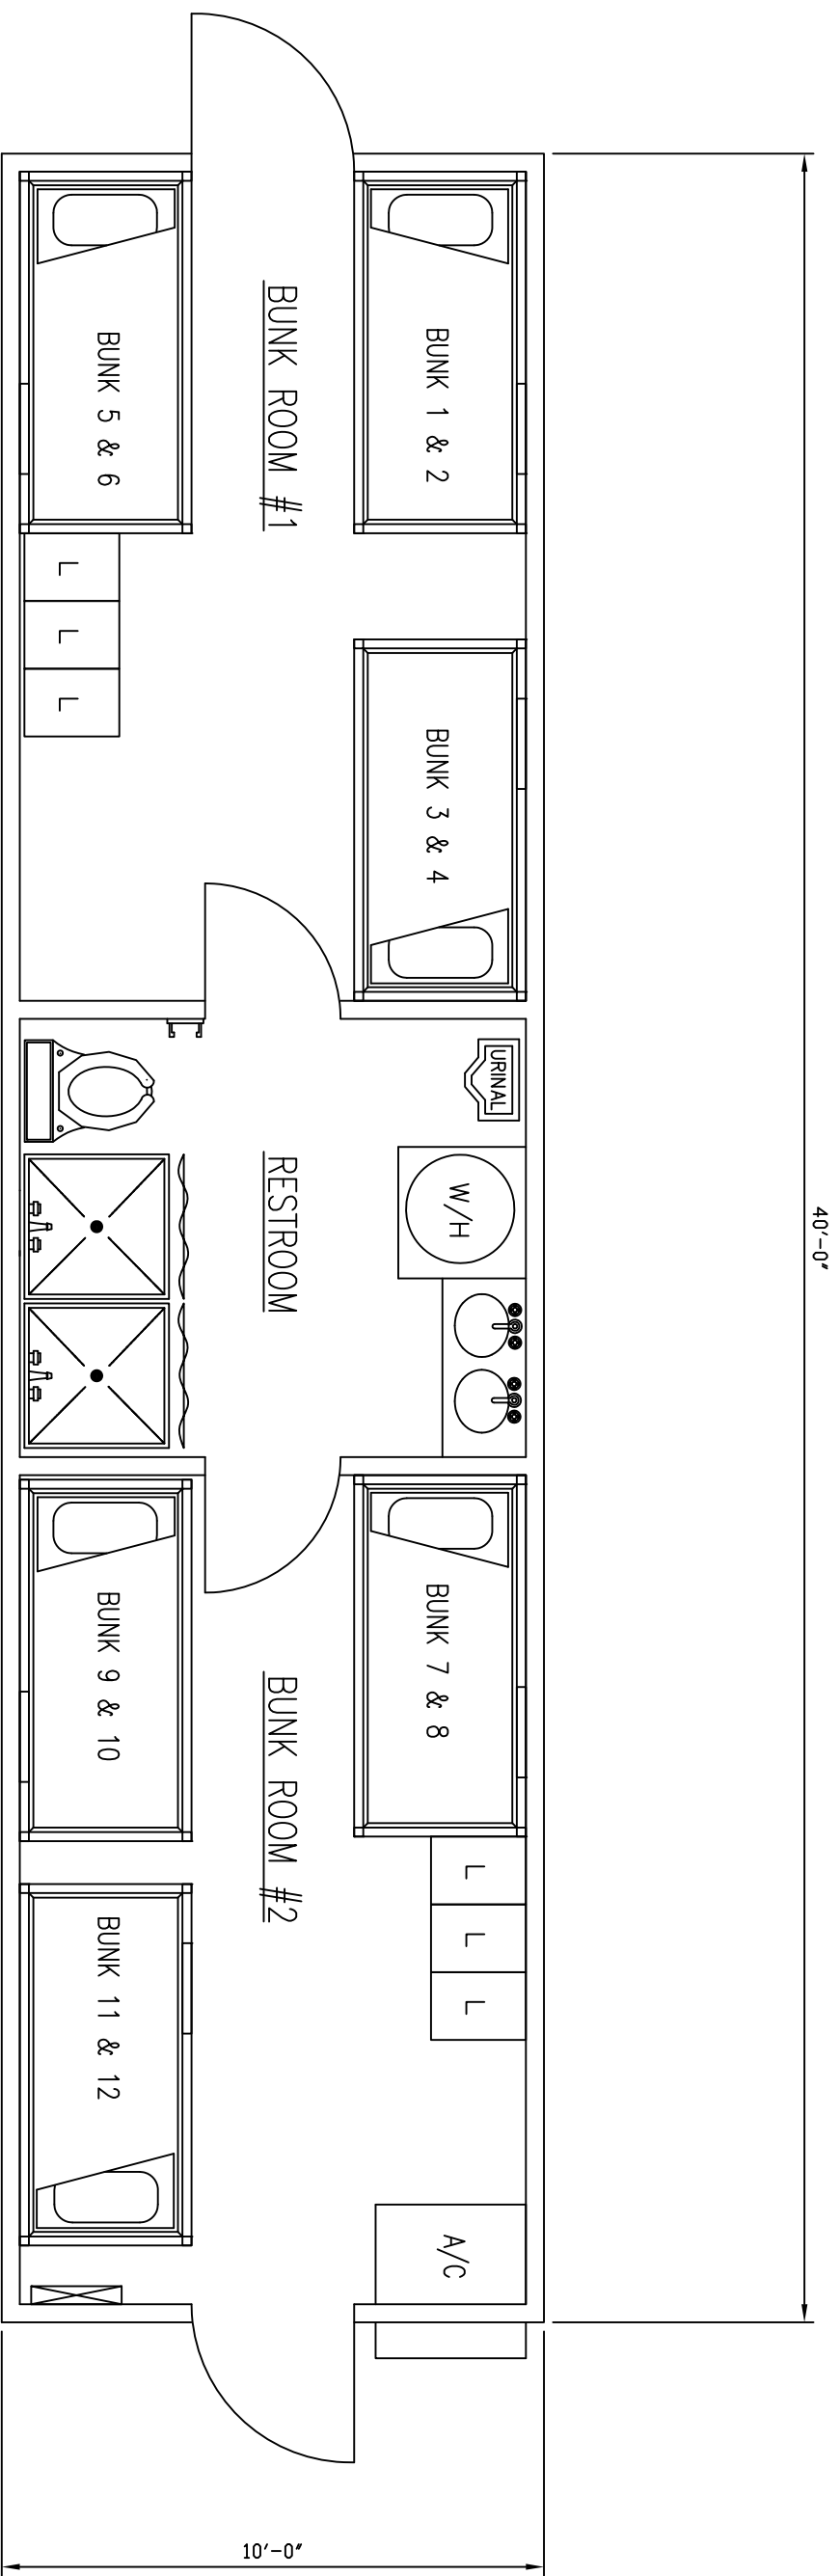 40'-0"
BUNK 1 & 2
BUNK 3 & 4
URINAL
W/H
BUNK 7 & 8
L
L
L
A/C
BUNK ROOM #1
RESTROOM
BUNK ROOM #2
BUNK 5 & 6
L
L
L
BUNK 9 & 10
BUNK 11 & 12
10'-0"